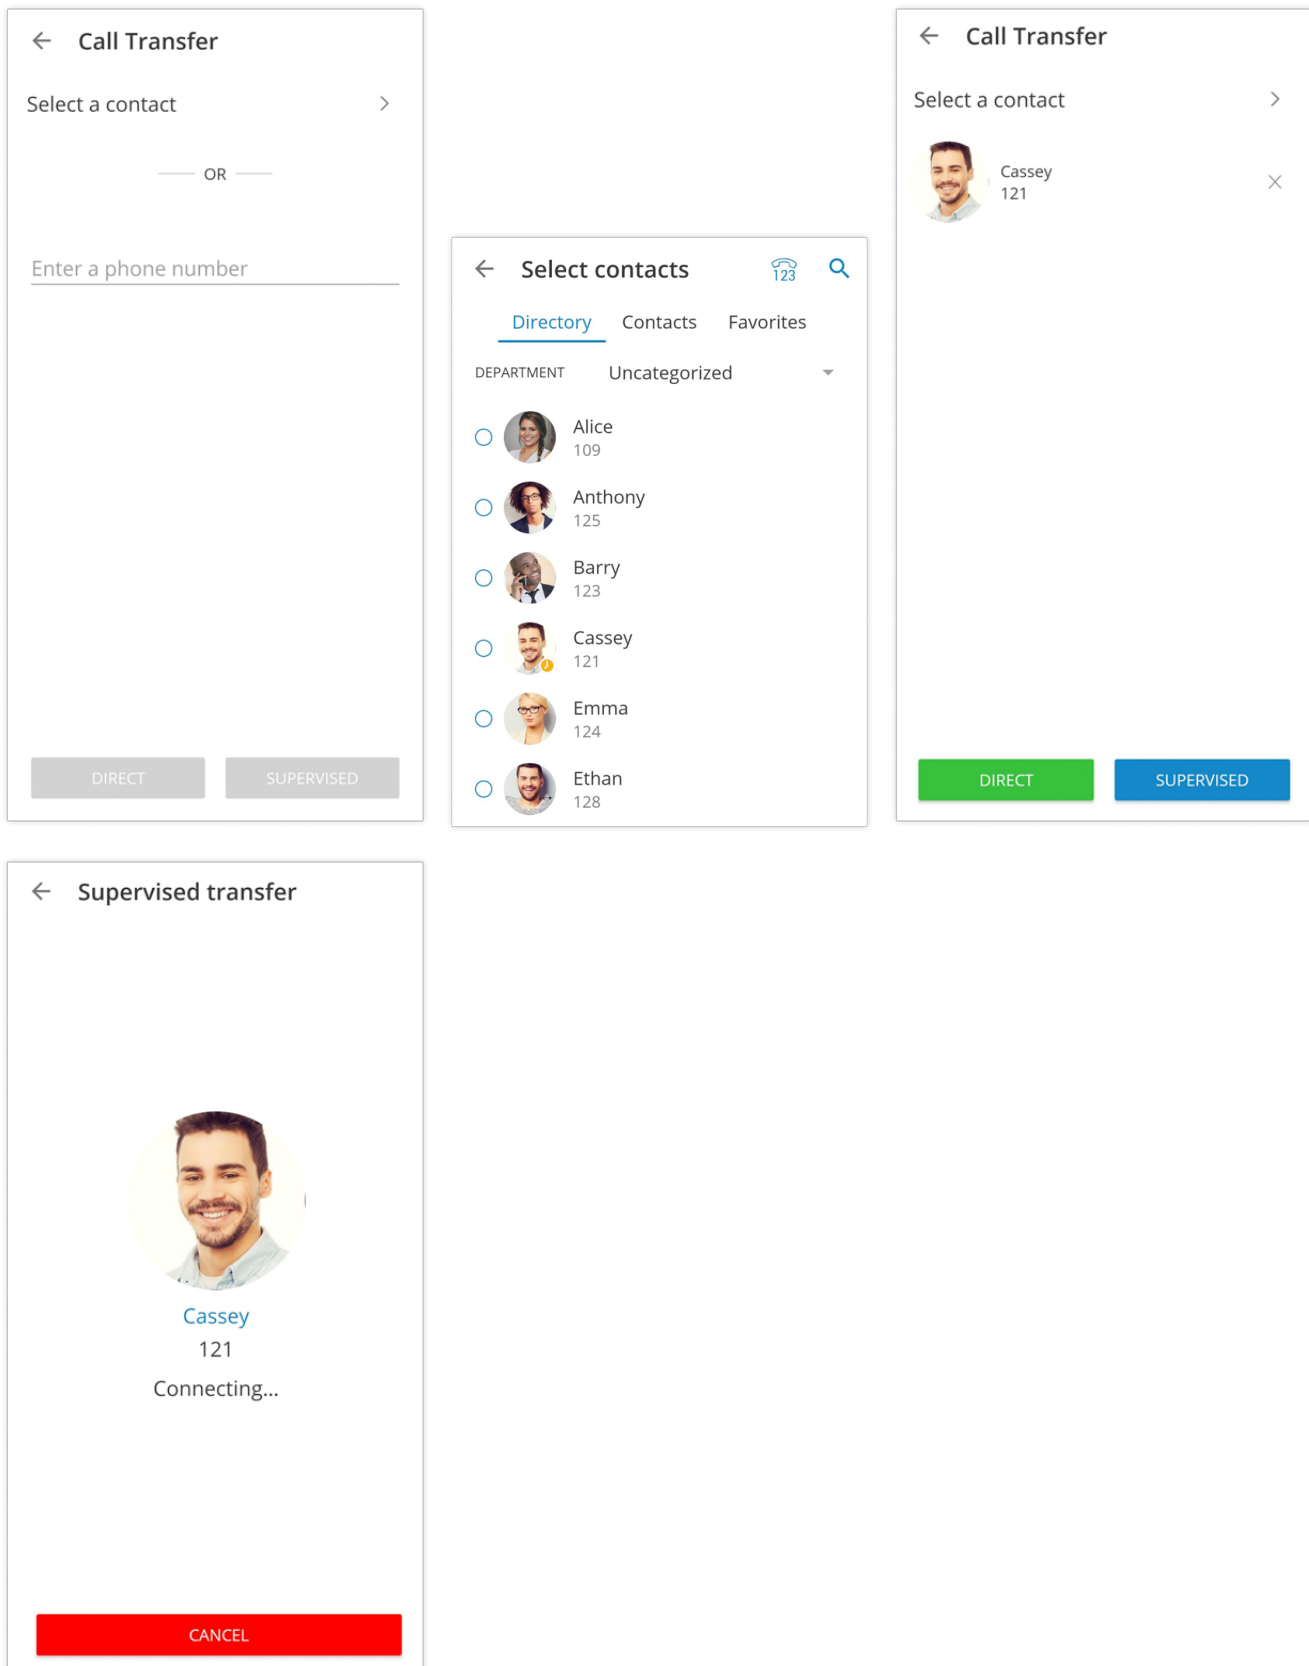 Call Transfer
Select a contact
OR
Enter a phone number
DIRECT SUPERVISED
Select contacts 123
Directory Contacts Favorites
DEPARTMENT Uncategorized
Alice
109
Anthony
125
Barry
123
Cassey
121
Emma
124
Ethan
128
Call Transfer
Select a contact
Cassey
121
DIRECT SUPERVISED
Supervised transfer
Cassey
121
Connecting...
CANCEL